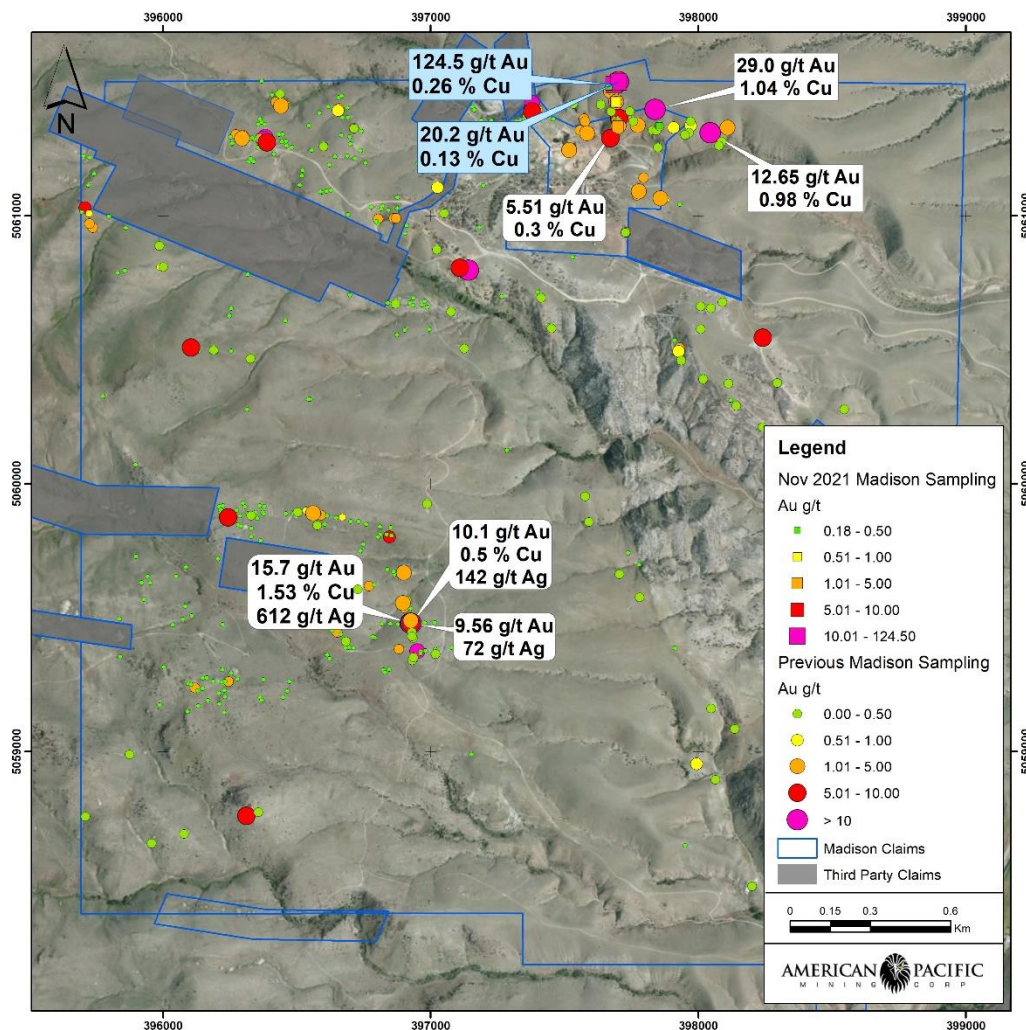 396000
397000
398000
399000
124.5 g/t Au
0.26 % Cu
29.0 g/t Au
1.04 % Cu
N
20.2 g/t Au
0.13 % Cu
12.65 g/t Au
0.98 % Cu
5.51 g/t Au
0.3 % Cu
5061000
5061000
5060000
5060000
10.1 g/t Au
0.5 % Cu
142 g/t Ag
15.7 g/t Au
1.53 % Cu
612 g/t Ag
9.56 g/t Au
72 g/t Ag
5059000
5059000
Legend
Nov 2021 Madison Sampling
Au g/t
0.18 - 0.50
0.51 - 1.00
1.01 - 5.00
5.01 - 10.00
10.01 - 124.50
Previous Madison Sampling
Au g/t
0.00 - 0.50
0.51 - 1.00
1.01 - 5.00
5.01 - 10.00
> 10
Madison Claims
Third Party Claims
0 0.15 0.3 0.6
Km
AMERICAN PACIFIC
MINING CORP
396000
397000
398000
399000